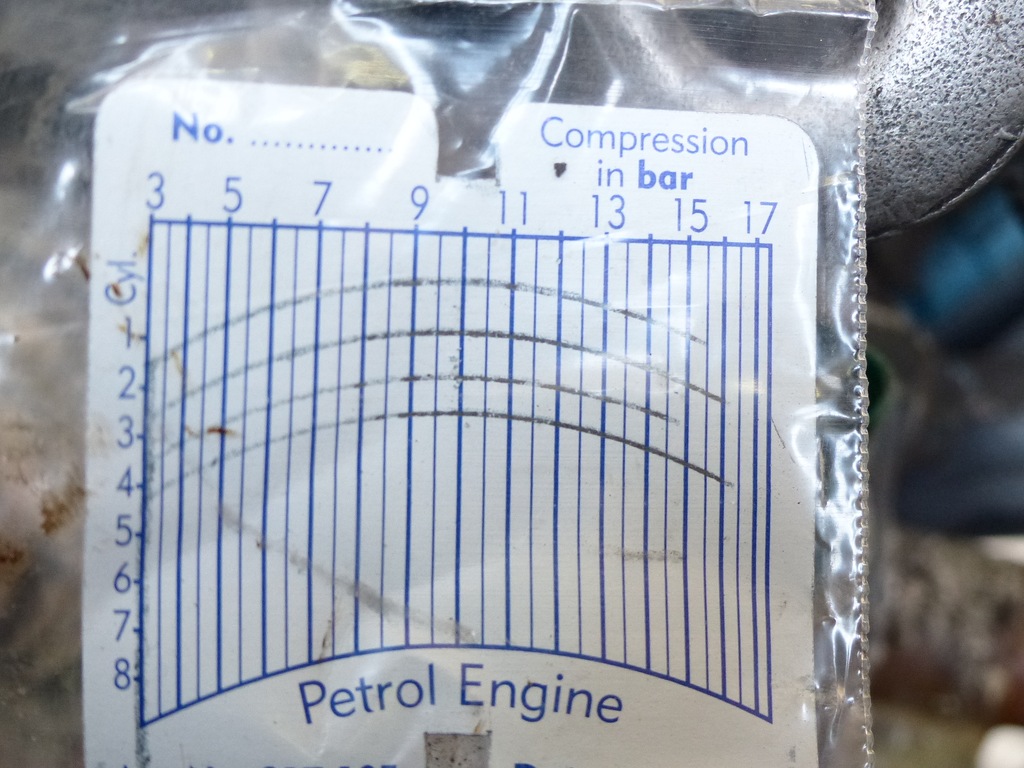 No. ................
Compression
in bar
3 5 7 9 11 13 15 17
Cyl.
2
3
4
5
6
7
8
Petrol Engine